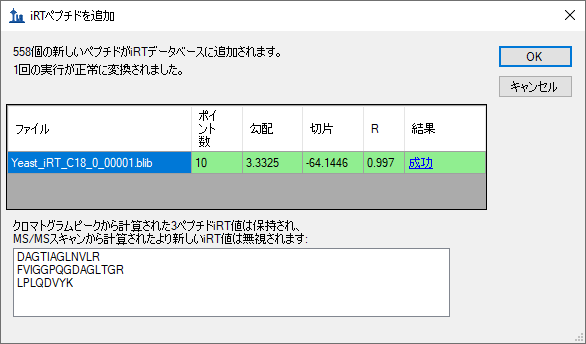 iRTペプチドを追加
558個の新しいペプチドがiRTデータベースに追加されます。
1回の実行が正常に変換されました。
OK
キャンセル
ファイル ポイント数 勾配 切片 R 結果
Yeast_iRT_C18_0_00001.blib 10 3.3325 -64.1446 0.997 成功
クロマトグラムピークから計算された3ペプチドiRT値は保持され、
MS/MSスキャンから計算されたより新しいiRT値は無視されます:
DAGTIAGLNVLR
FVIGGPQGDAGLTGR
LPLQDVYK